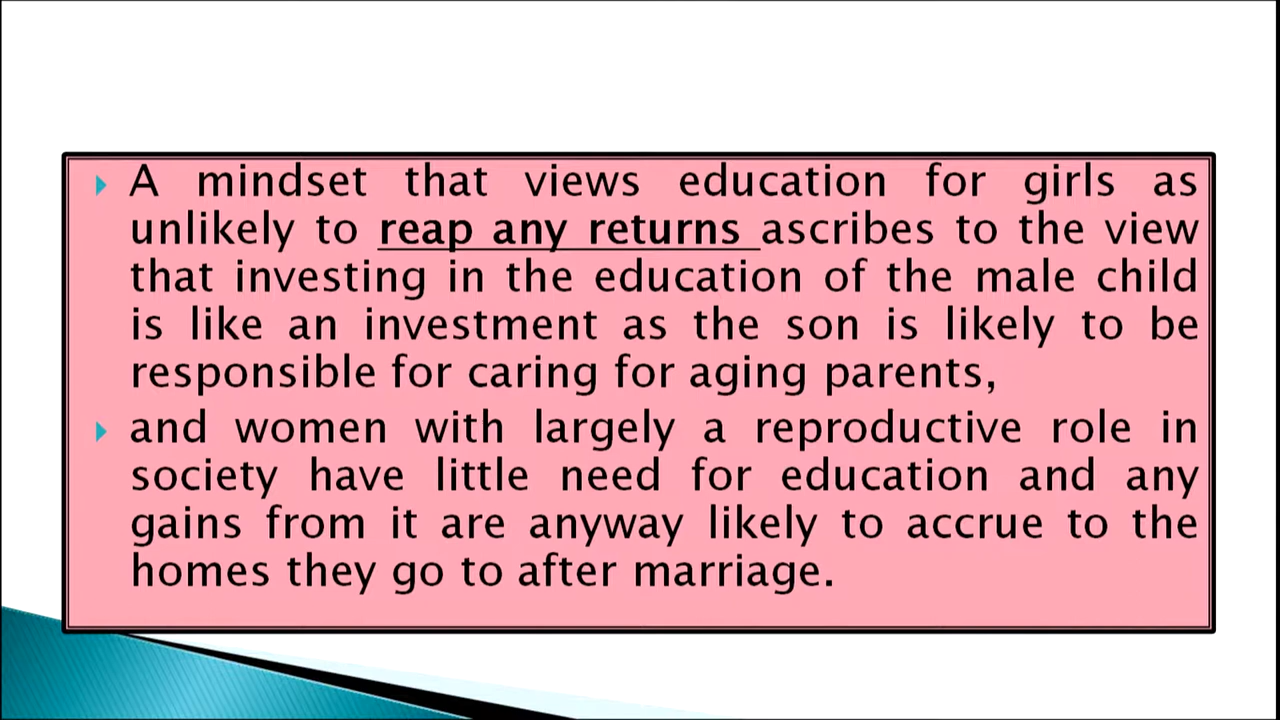 A mindset that views education for girls as
unlikely to reap any returns ascribes to the view
that investing in the education of the male child
is like an investment as the son is likely to be
responsible for caring for aging parents,
and women with largely a reproductive role in
society have little need for education and any
gains from it are anyway likely to accrue to the
homes they go to after marriage.